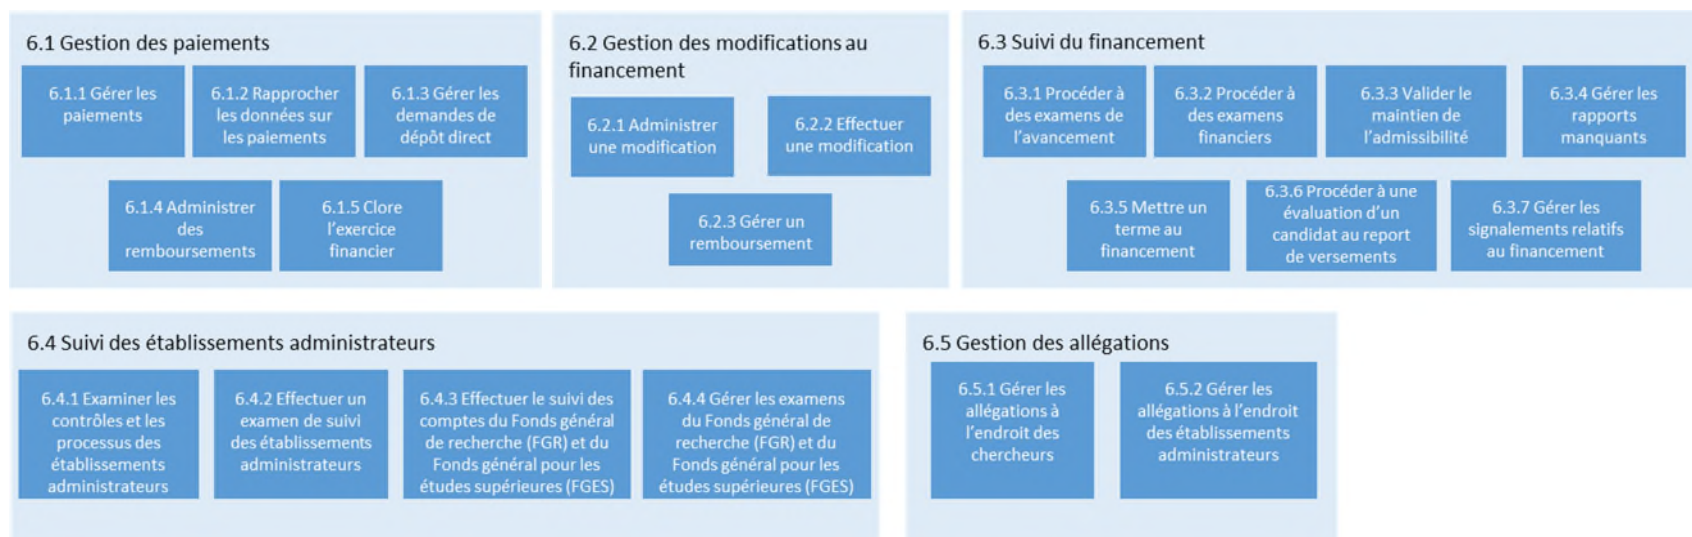 6.1 Gestion des paiements
6.1.1 Gérer les
paiements
6.1.2 Rapprocher
les données sur
les paiements
6.1.3 Gérer les
demandes de
dépôt direct
6.1.4 Administrer
des
remboursements
6.1.5 Clore
l'exercice
financier
6.2 Gestion des modifications au
financement
6.2.1 Administrer
une modification
6.2.2 Effectuer
une modification
6.2.3 Gérer un
remboursement
6.3 Suivi du financement
6.3.1 Procéder à
des examens de
l'avancement
6.3.2 Procéder à
des examens
financiers
6.3.3 Valider le
maintien de
l'admissibilité
6.3.4 Gérer les
rapports
manquants
6.3.5 Mettre un
terme au
financement
6.3.6 Procéder à une
évaluation d'un
candidat au report
de versements
6.3.7 Gérer les
signalements relatifs
au financement
6.4 Suivi des établissements administrateurs
6.4.1 Examiner les
contrôles et les
processus des
établissements
administrateurs
6.4.2 Effectuer un
examen de suivi
des établissements
administrateurs
6.4.3 Effectuer le suivi des
comptes du Fonds général
de recherche (FGR) et du
Fonds général pour les
études supérieures (FGES)
6.4.4 Gérer les examens
du Fonds général de
recherche (FGR) et du
Fonds général pour les
études supérieures (FGES)
6.5 Gestion des allégations
6.5.1 Gérer les
allégations à
l'endroit des
chercheurs
6.5.2 Gérer les
allégations à l'endroit
des établissements
administrateurs